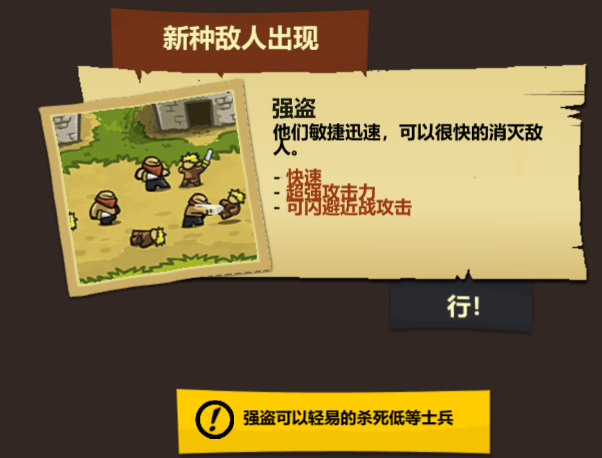 新种敌人出现
强盗
他们敏捷迅速，可以很快的消灭敌
人。
- 快速
- 超强攻击力
- 可闪避近战攻击
行!
强盗可以轻易的杀死低等士兵